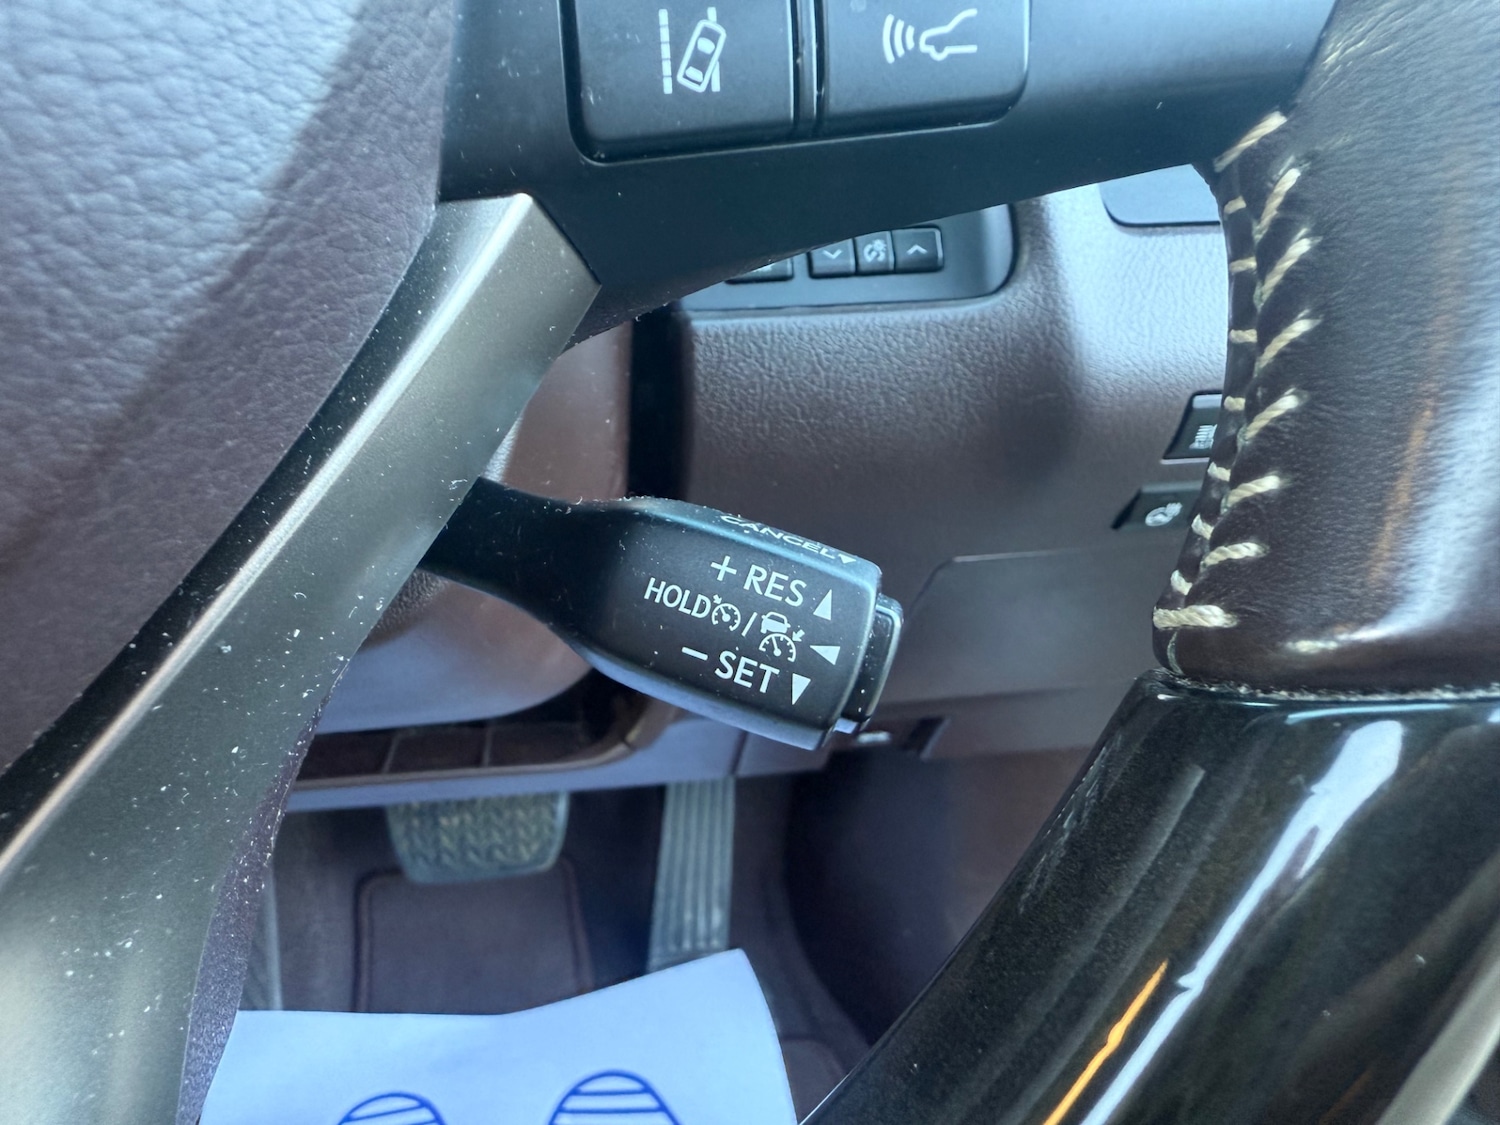 CANCEL
+ RES
HOLD /
− SET